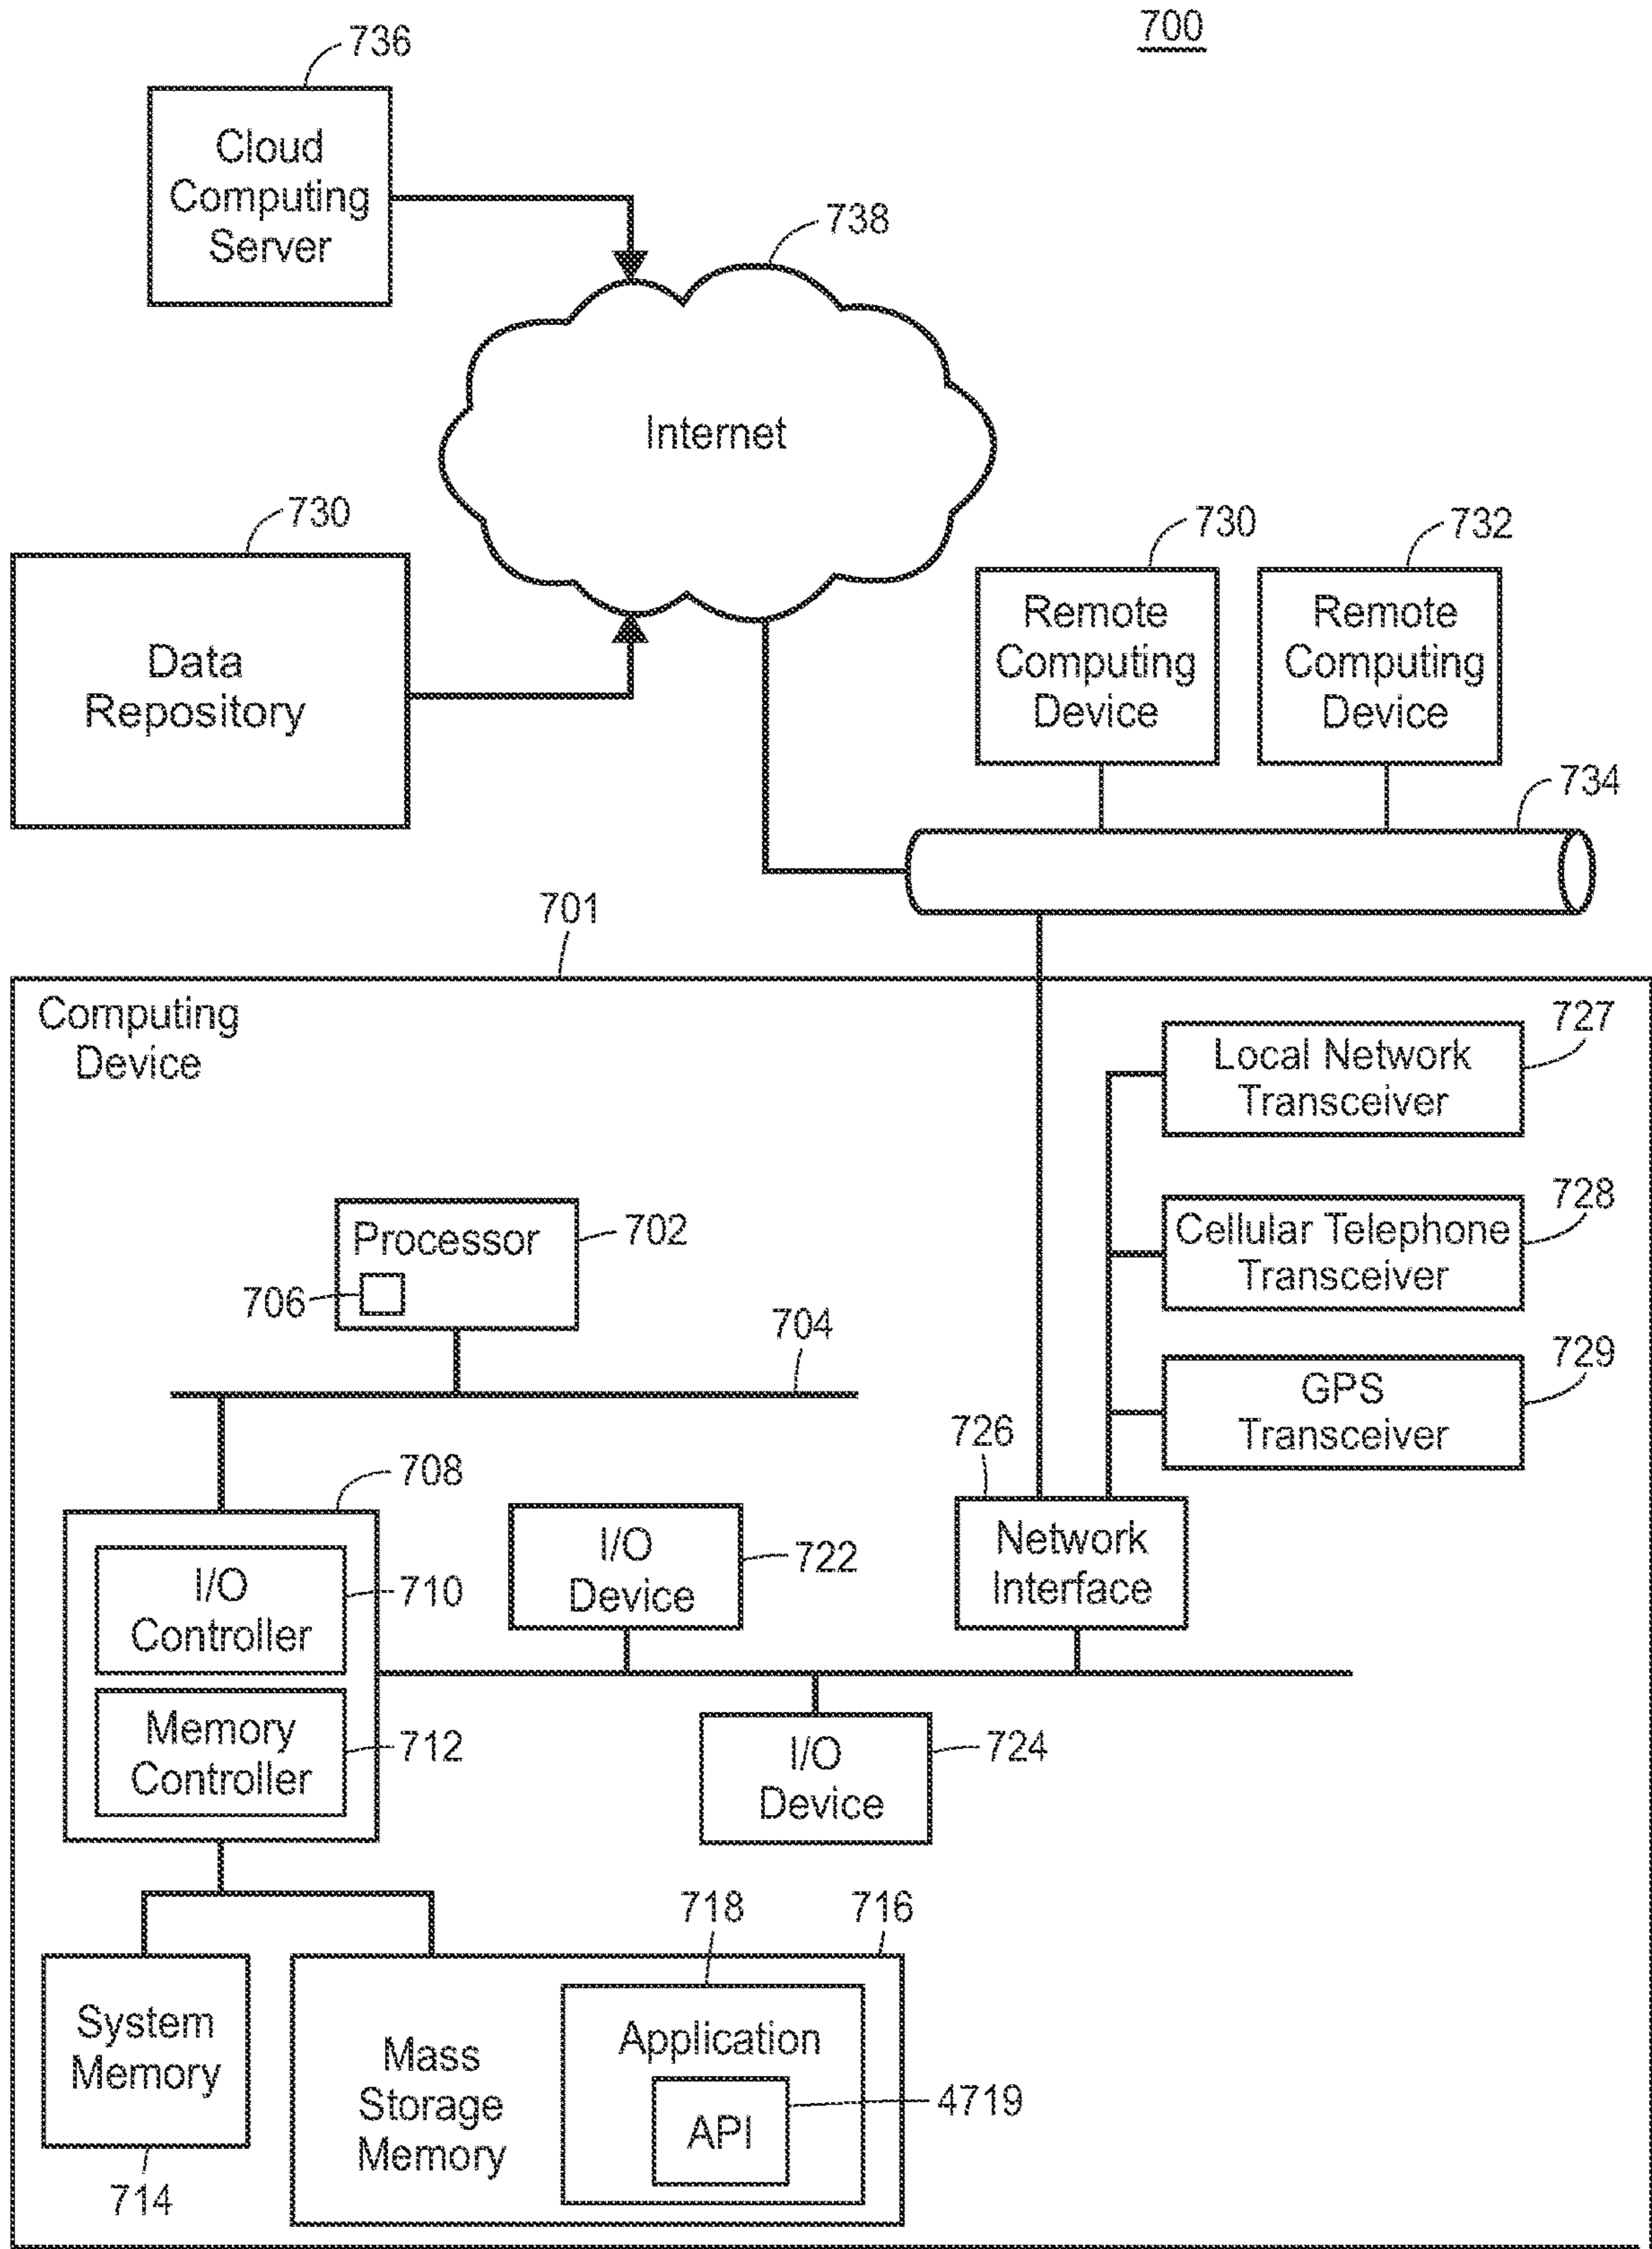 700
736
Cloud
Computing
Server
738
Internet
730
Data
Repository
730
Remote
Computing
Device
732
Remote
Computing
Device
734
701
Computing
Device
727
Local Network
Transceiver
728
Cellular Telephone
Transceiver
729
GPS
Transceiver
Processor
702
706
704
726
Network
Interface
708
I/O
Controller
710
Memory
Controller
712
I/O
Device
722
I/O
Device
724
System
Memory
714
718
716
Mass
Storage
Memory
Application
API
4719